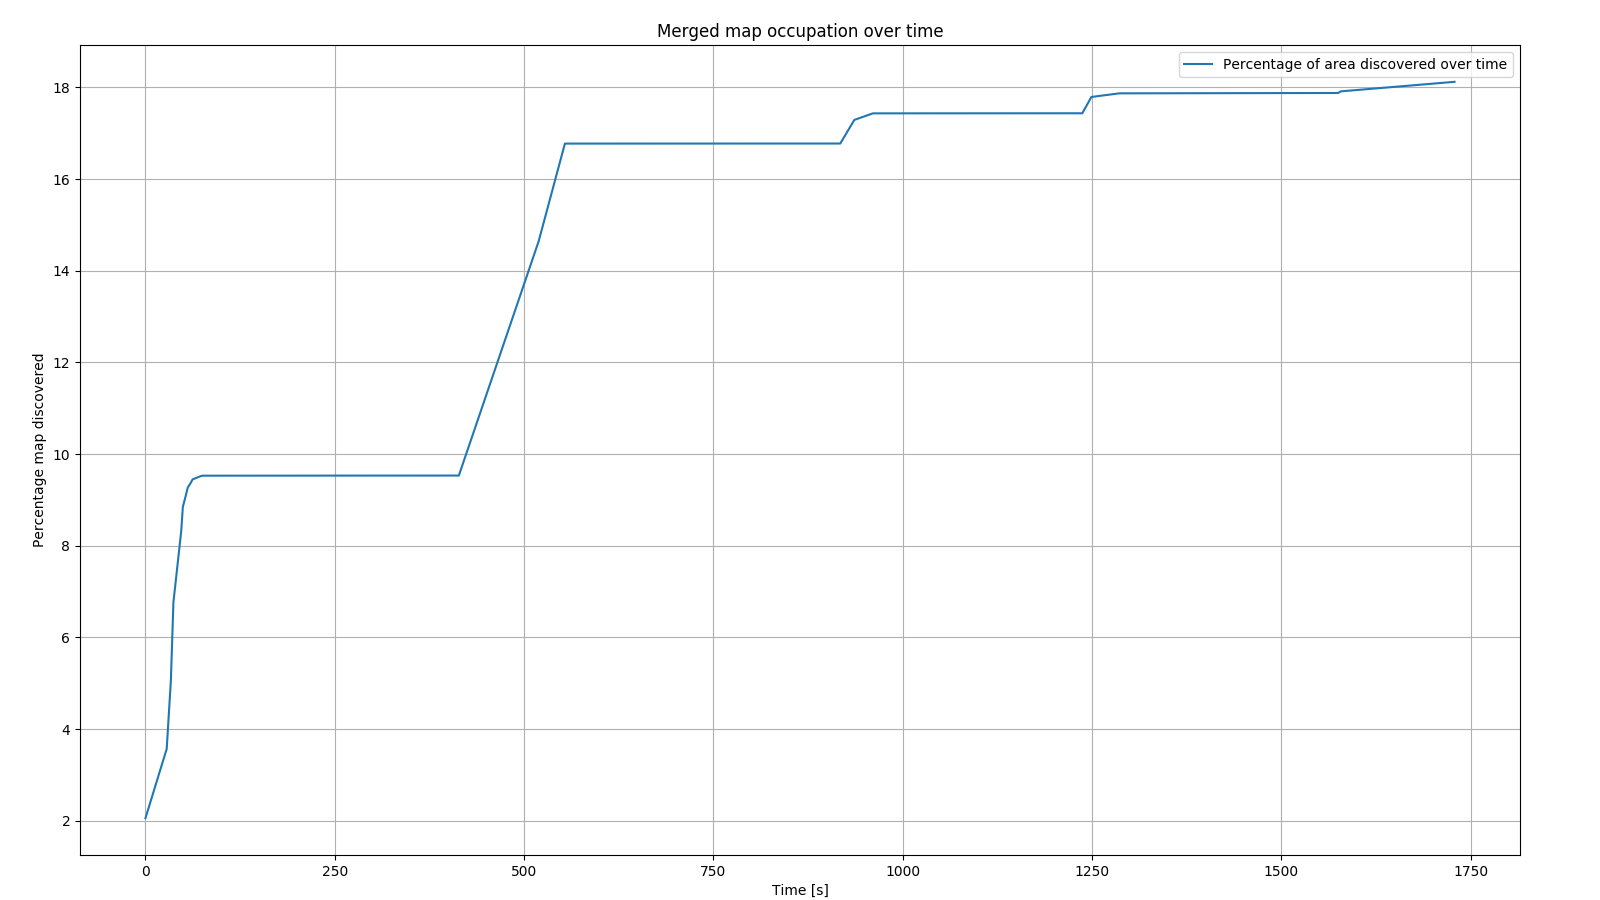 Merged map occupation over time
Percentage of area discovered over time
Percentage map discovered
18
16
14
12
10
8
6
4
2
0 250 500 750 1000 1250 1500 1750
Time [s]